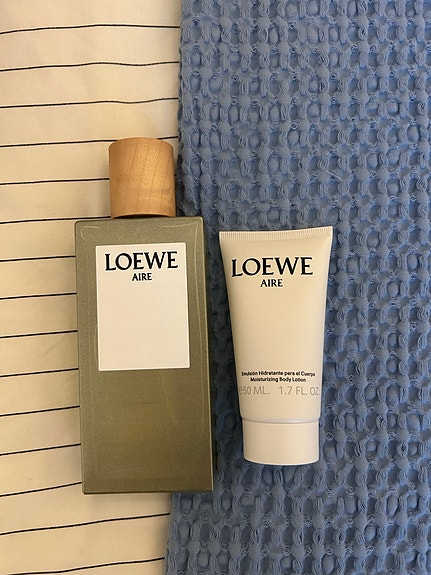 LOEWE
AIRE
LOEWE
AIRE
Emulsión Hidratante para el Cuerpo
Moisturizing Body Lotion
℮50 ML. 1.7 FL. OZ